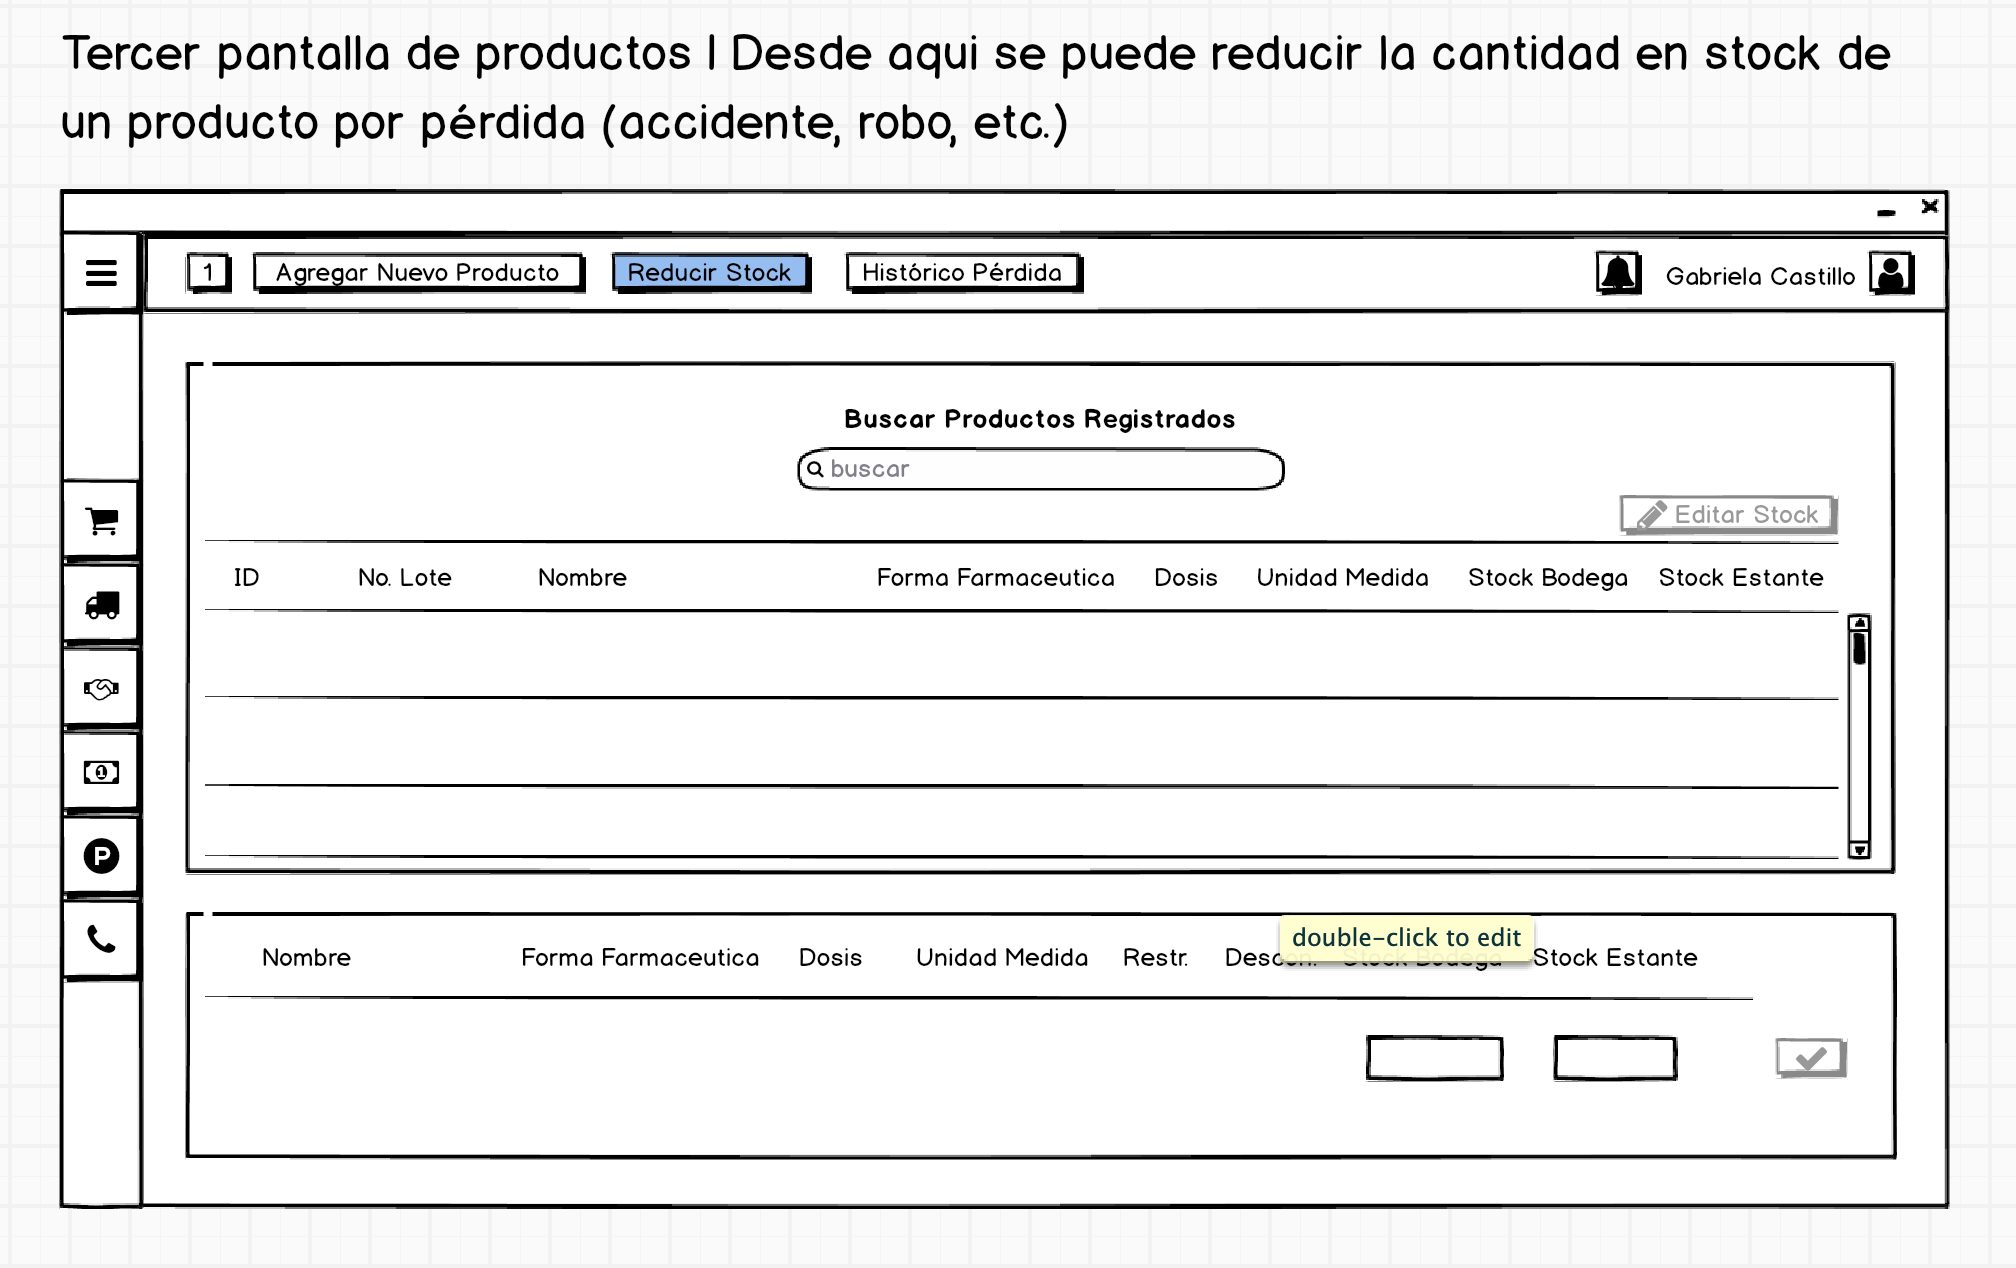 Tercer pantalla de productos | Desde aqui se puede reducir la cantidad en stock de
un producto por pérdida (accidente, robo, etc.)
1 Agregar Nuevo Producto Reducir Stock Histórico Pérdida Gabriela Castillo
Buscar Productos Registrados
buscar
Editar Stock
ID No. Lote Nombre Forma Farmaceutica Dosis Unidad Medida Stock Bodega Stock Estante
double-click to edit
Nombre Forma Farmaceutica Dosis Unidad Medida Restr. Stock Bodega Stock Estante